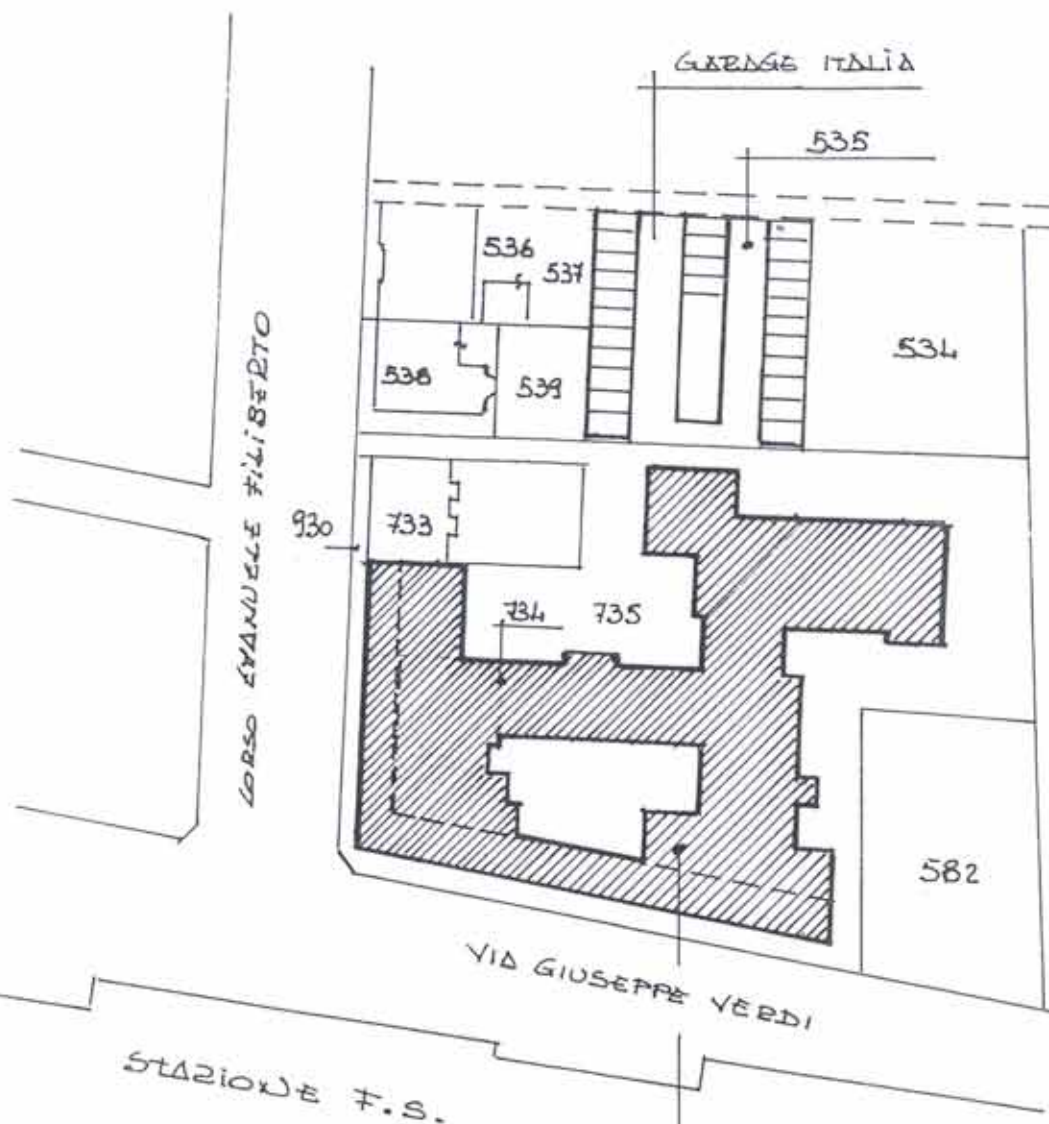 GARAGE ITALIA
535
536
537
534
538
539
CORSO EMANUELE FILIBERTO
930
733
734
735
582
VIA GIUSEPPE VERDI
STAZIONE F.S.